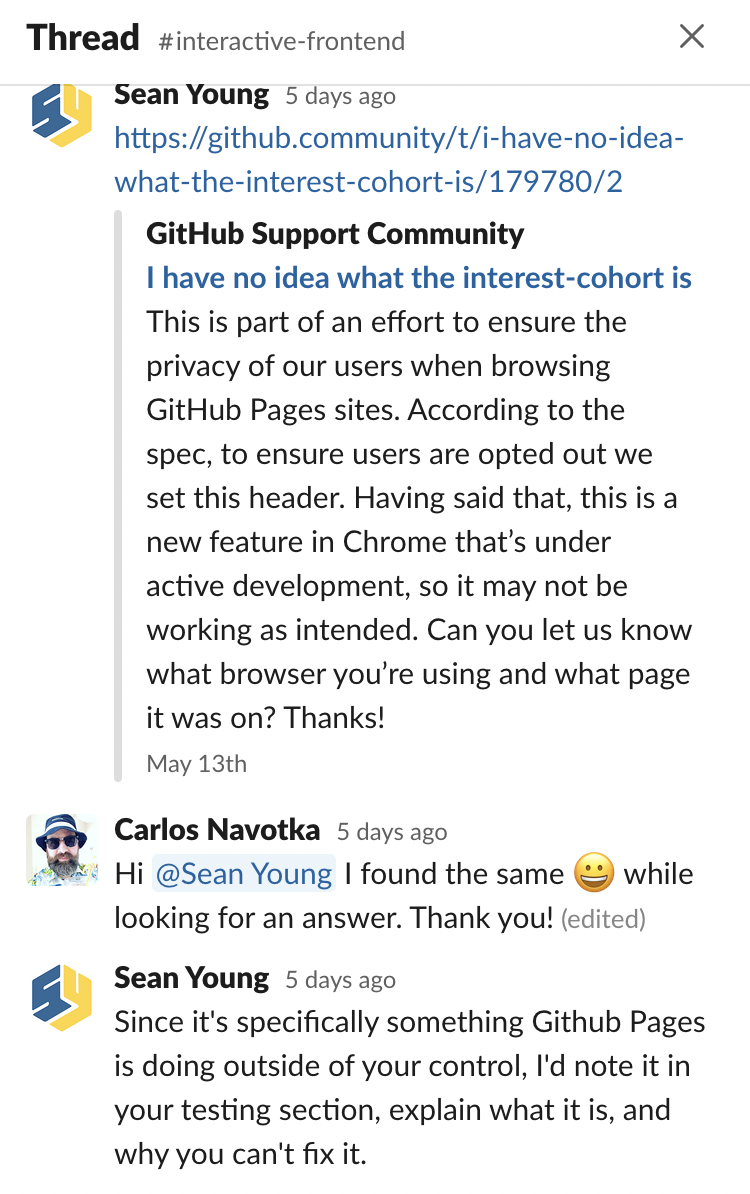 Thread #interactive-frontend
Sean Young 5 days ago
https://github.community/t/i-have-no-idea-
what-the-interest-cohort-is/179780/2
GitHub Support Community
I have no idea what the interest-cohort is
This is part of an effort to ensure the
privacy of our users when browsing
GitHub Pages sites. According to the
spec, to ensure users are opted out we
set this header. Having said that, this is a
new feature in Chrome that’s under
active development, so it may not be
working as intended. Can you let us know
what browser you’re using and what page
it was on? Thanks!
May 13th
Carlos Navotka 5 days ago
Hi @Sean Young I found the same 😀 while
looking for an answer. Thank you! (edited)
Sean Young 5 days ago
Since it's specifically something Github Pages
is doing outside of your control, I'd note it in
your testing section, explain what it is, and
why you can't fix it.